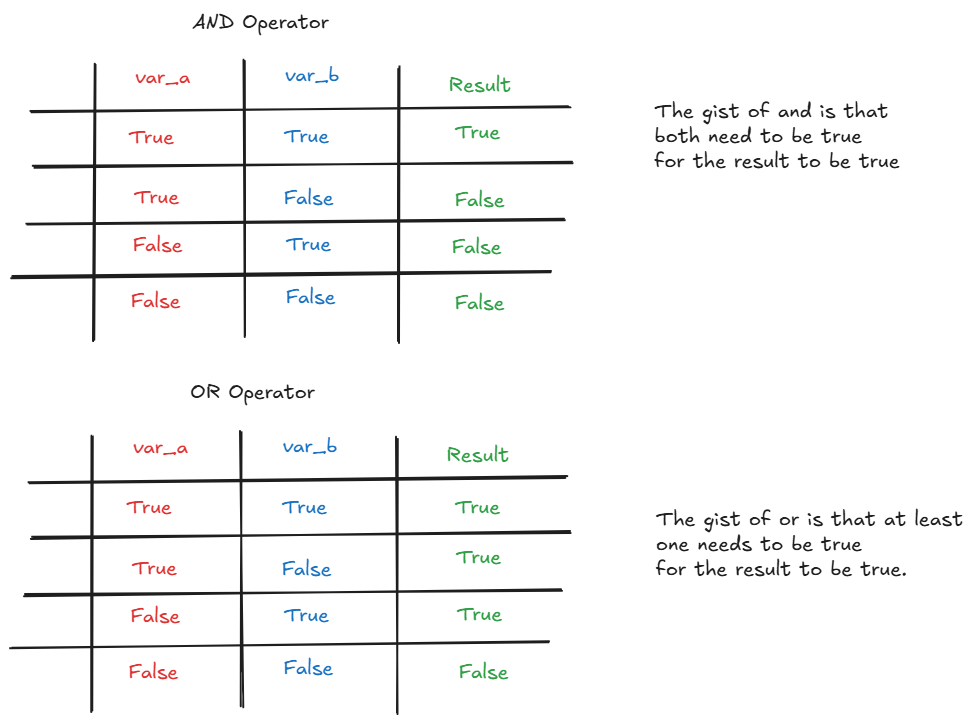 AND Operator
var_a var_b Result
True True True
True False False
False True False
False False False
The gist of and is that
both need to be true
for the result to be true
OR Operator
var_a var_b Result
True True True
True False True
False True True
False False False
The gist of or is that at least
one needs to be true
for the result to be true.